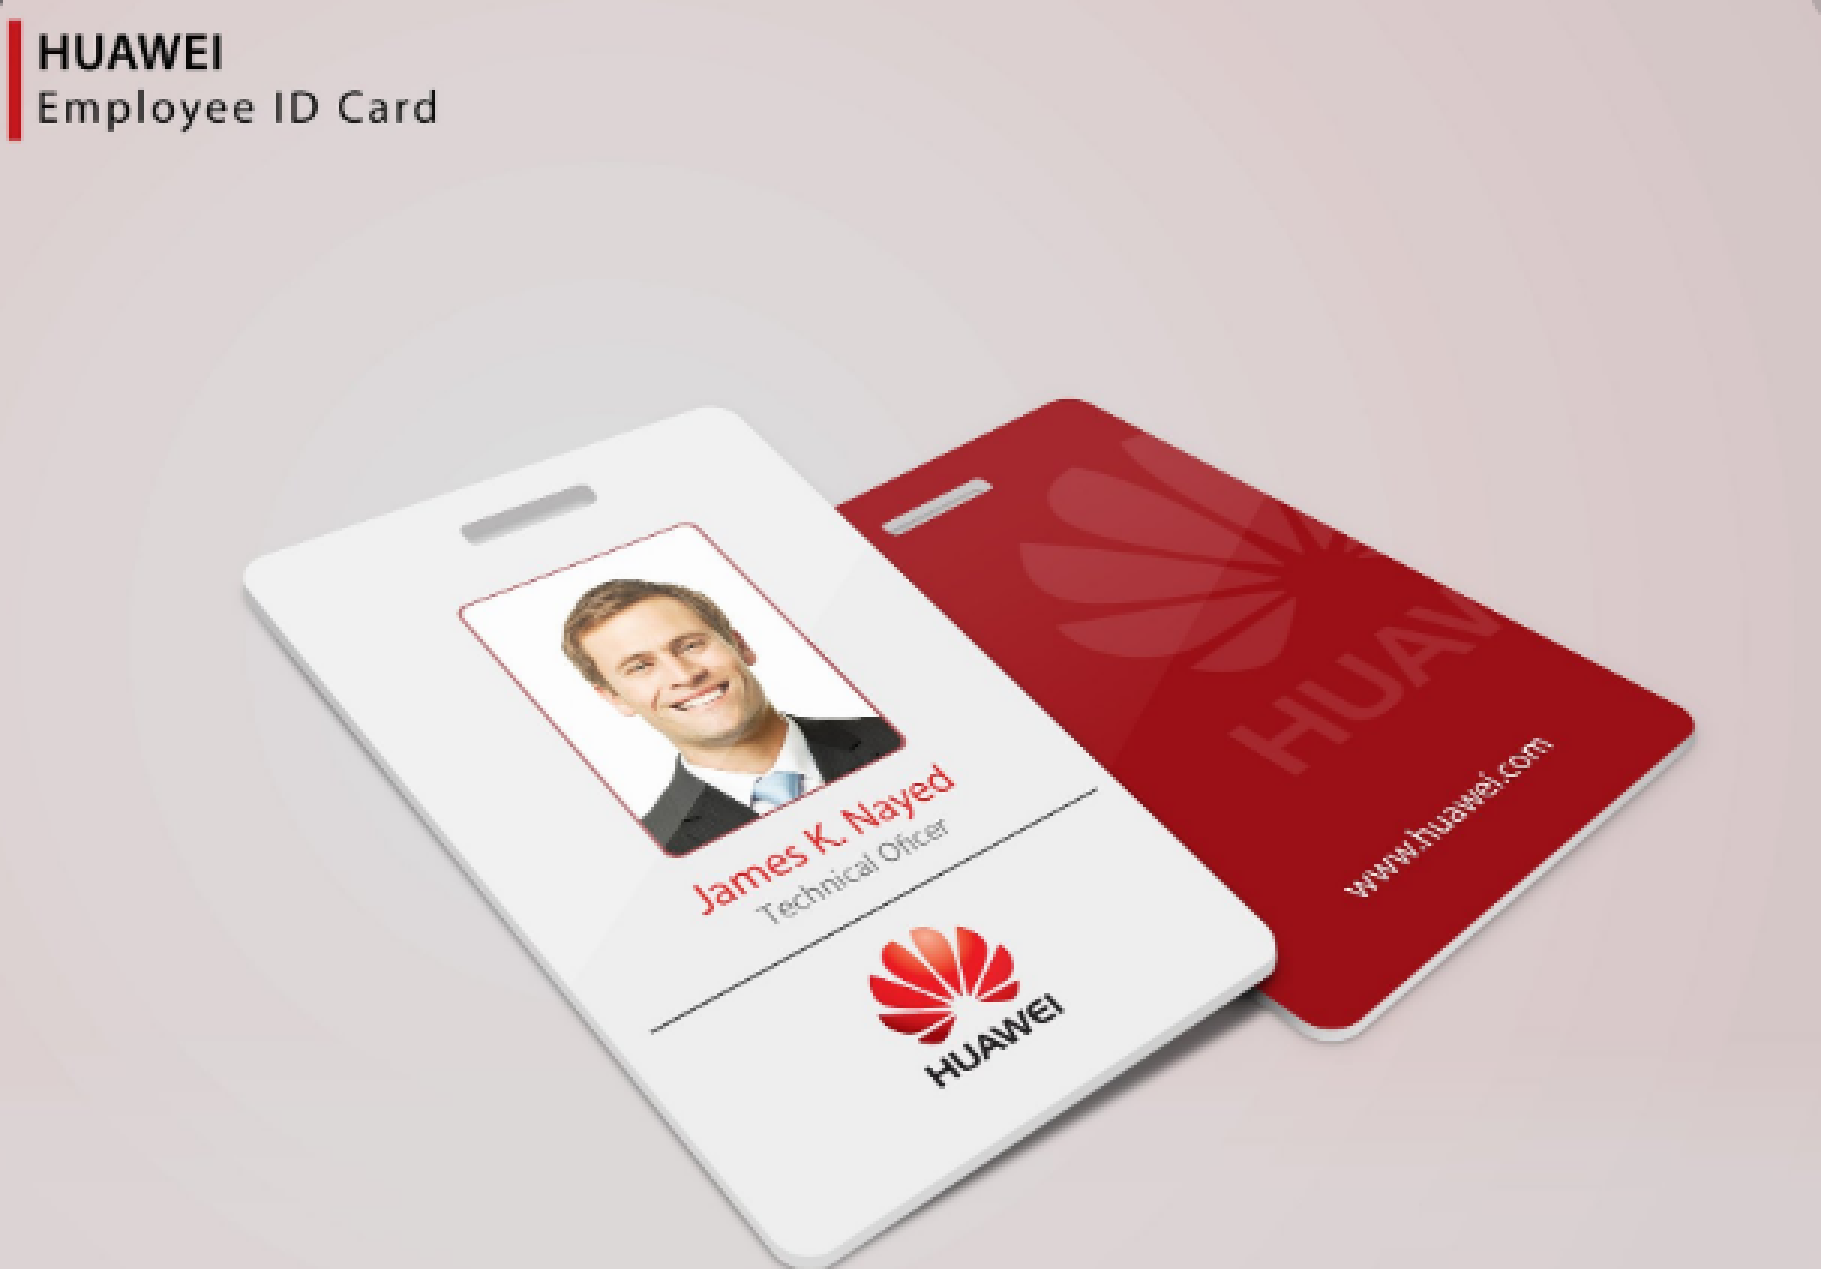 HUAWEI
Employee ID Card
James K. Nayed
Technical Oficer
HUAWEI
HUAW
www.huawei.com